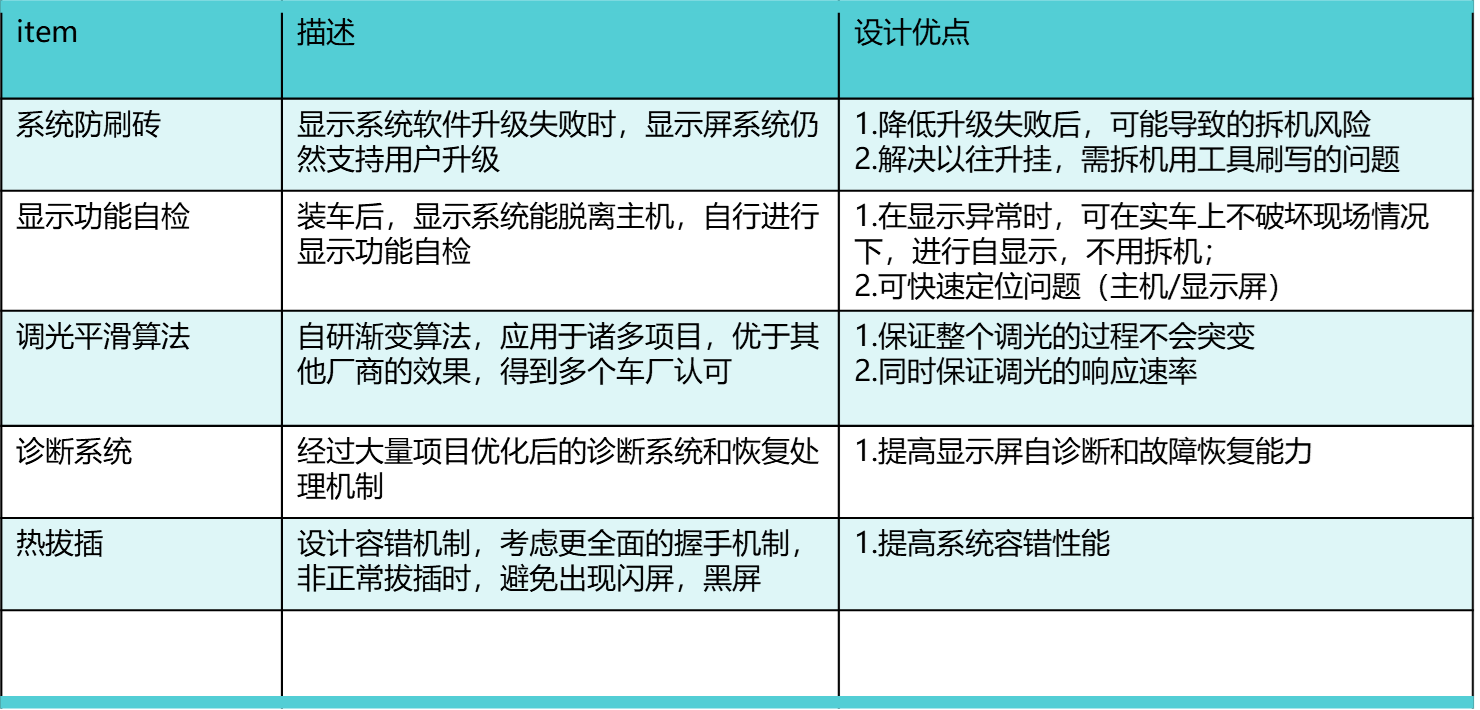 item
描述
设计优点
系统防刷砖
显示系统软件升级失败时，显示屏系统仍
然支持用户升级
1.降低升级失败后，可能导致的拆机风险
2.解决以往升挂，需拆机用工具刷写的问题
显示功能自检
装车后，显示系统能脱离主机，自行进行
显示功能自检
1.在显示异常时，可在实车上不破坏现场情况
下，进行自显示，不用拆机；
2.可快速定位问题（主机/显示屏）
调光平滑算法
自研渐变算法，应用于诸多项目，优于其
他厂商的效果，得到多个车厂认可
1.保证整个调光的过程不会突变
2.同时保证调光的响应速率
诊断系统
经过大量项目优化后的诊断系统和恢复处
理机制
1.提高显示屏自诊断和故障恢复能力
热拔插
设计容错机制，考虑更全面的握手机制，
非正常拔插时，避免出现闪屏，黑屏
1.提高系统容错性能